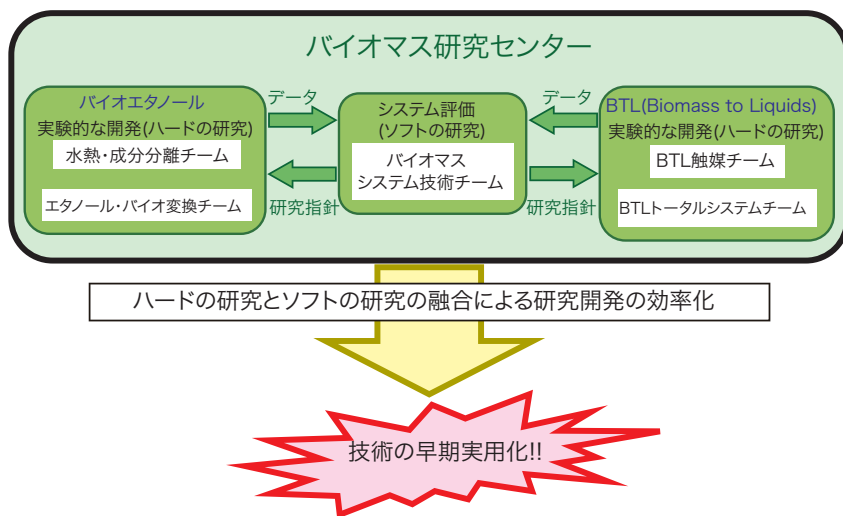 バイオマス研究センター
バイオエタノール
実験的な開発(ハードの研究)
水熱・成分分離チーム
エタノール・バイオ変換チーム
データ
研究指針
システム評価
(ソフトの研究)
バイオマス
システム技術チーム
データ
研究指針
BTL(Biomass to Liquids)
実験的な開発(ハードの研究)
BTL触媒チーム
BTLトータルシステムチーム
ハードの研究とソフトの研究の融合による研究開発の効率化
技術の早期実用化!!